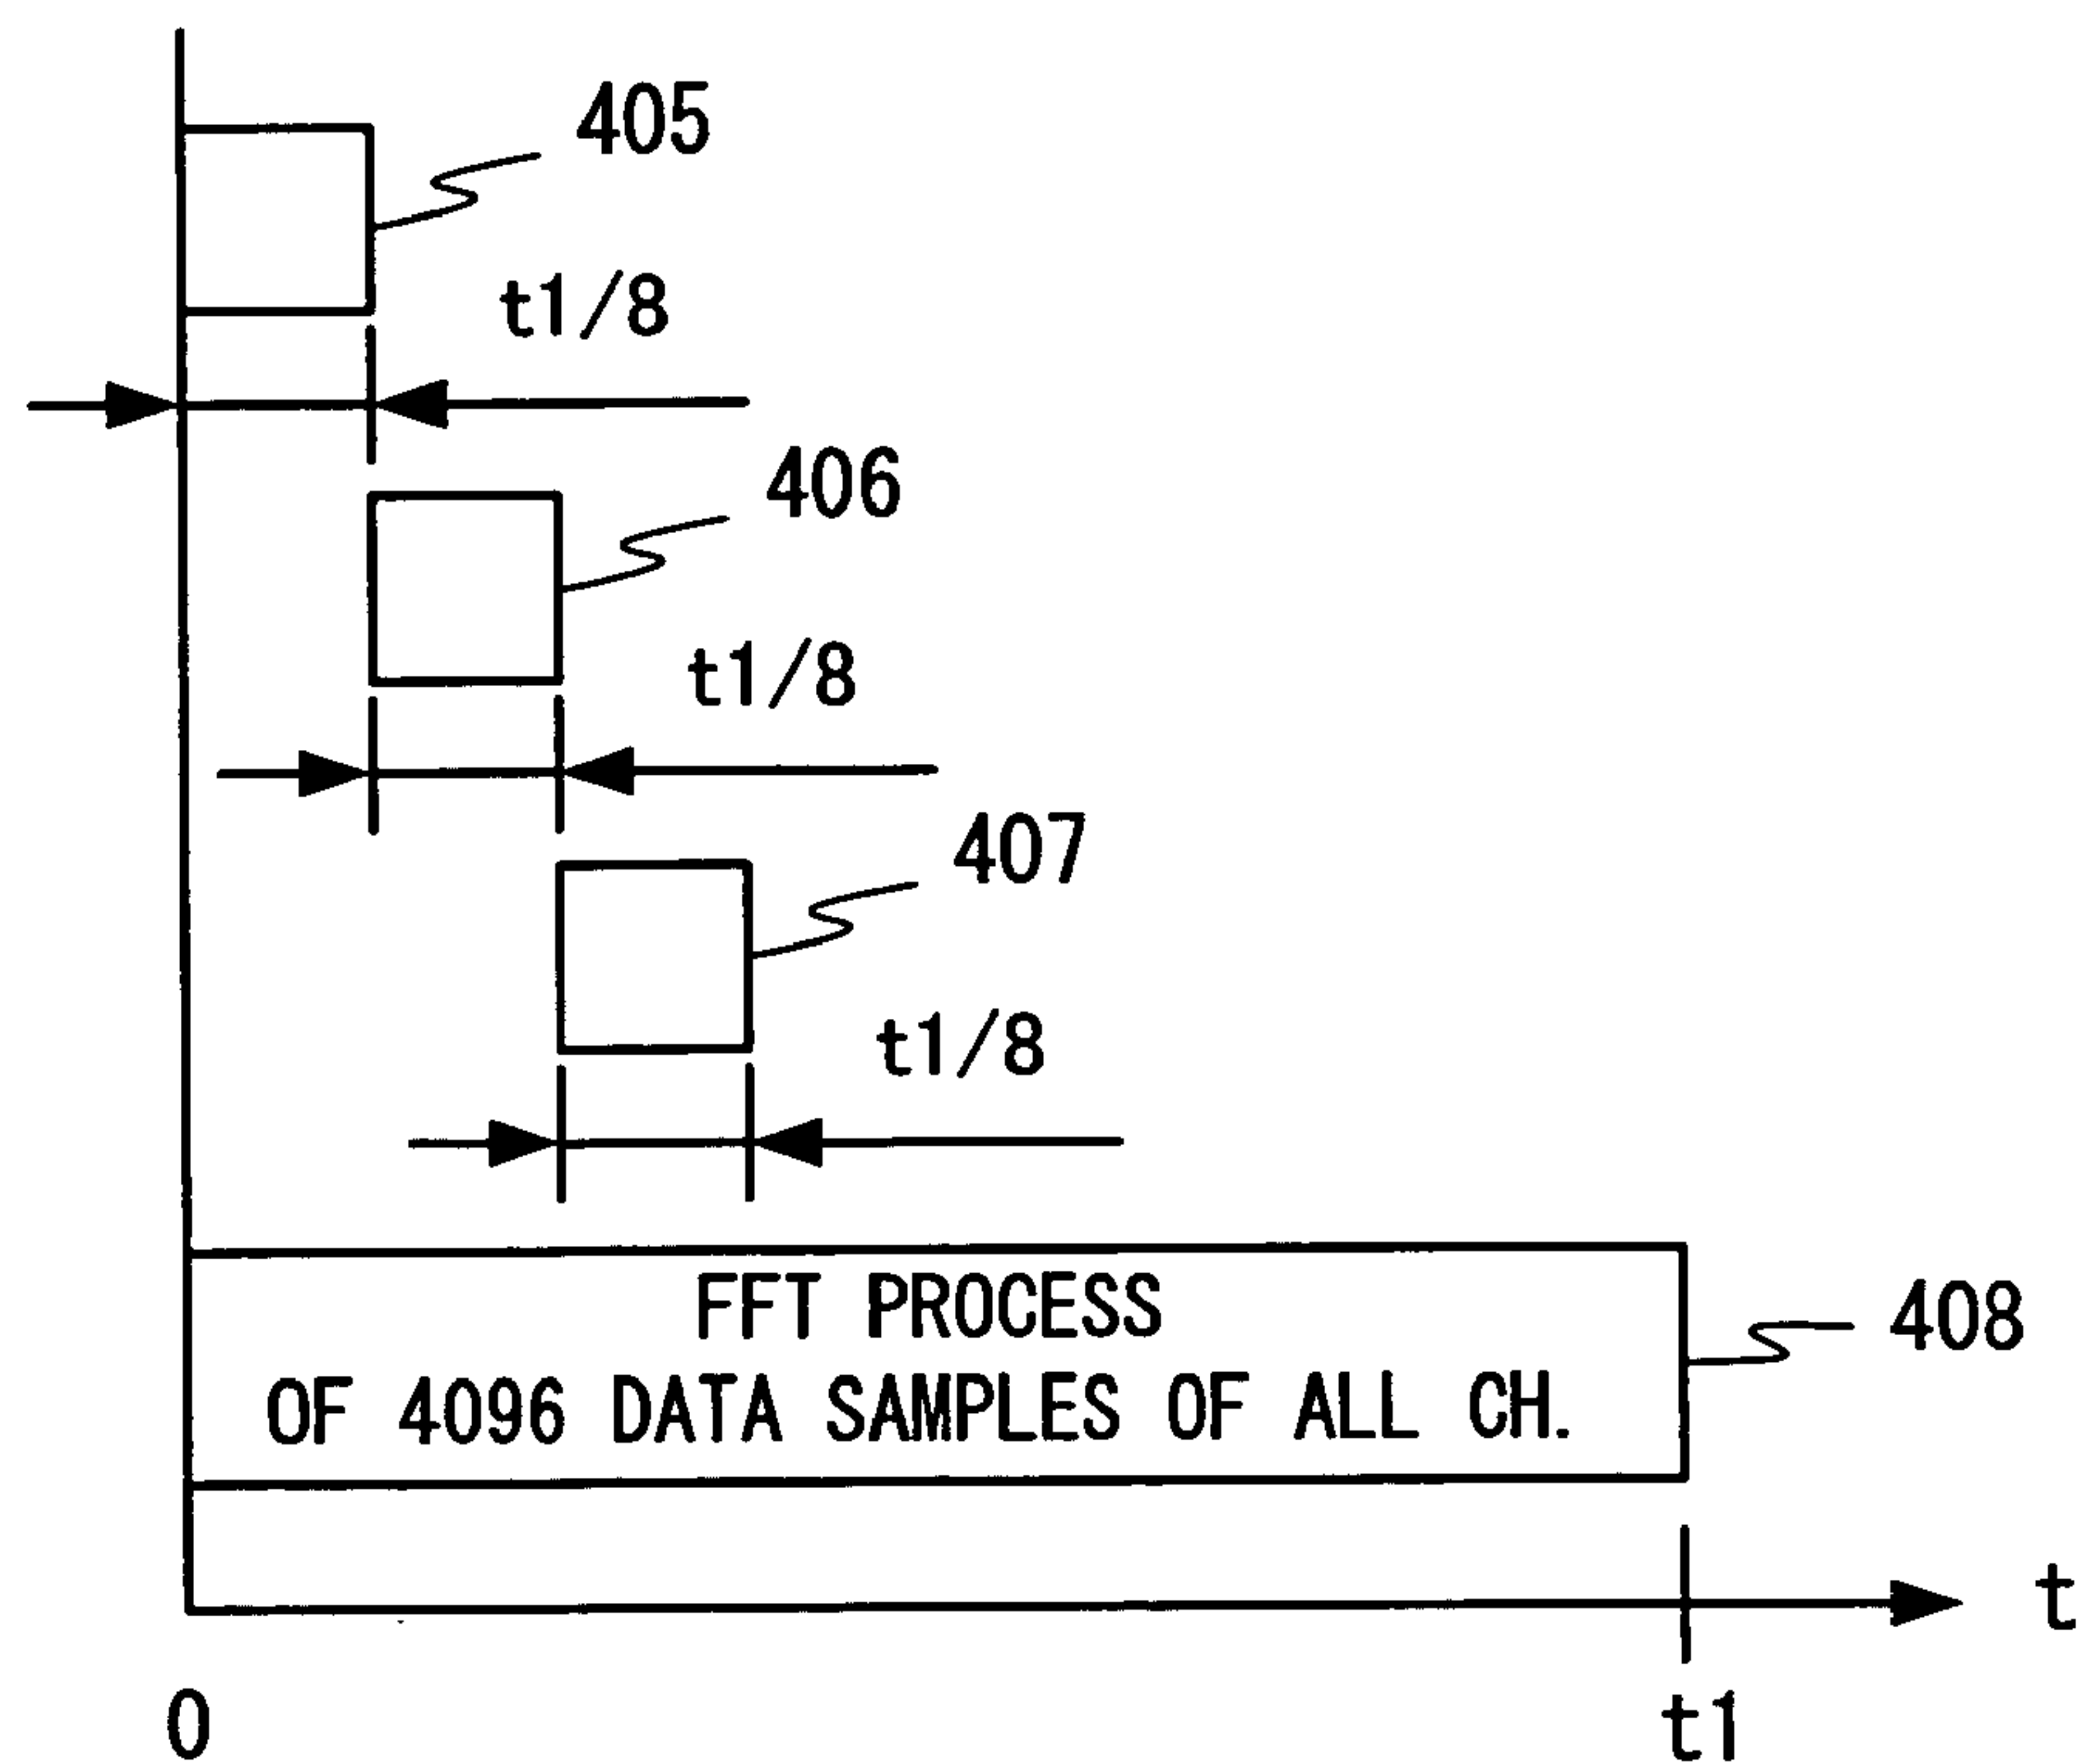 405
t1/8
406
t1/8
407
t1/8
FFT PROCESS
OF 4096 DATA SAMPLES OF ALL CH.
408
t
0
t1